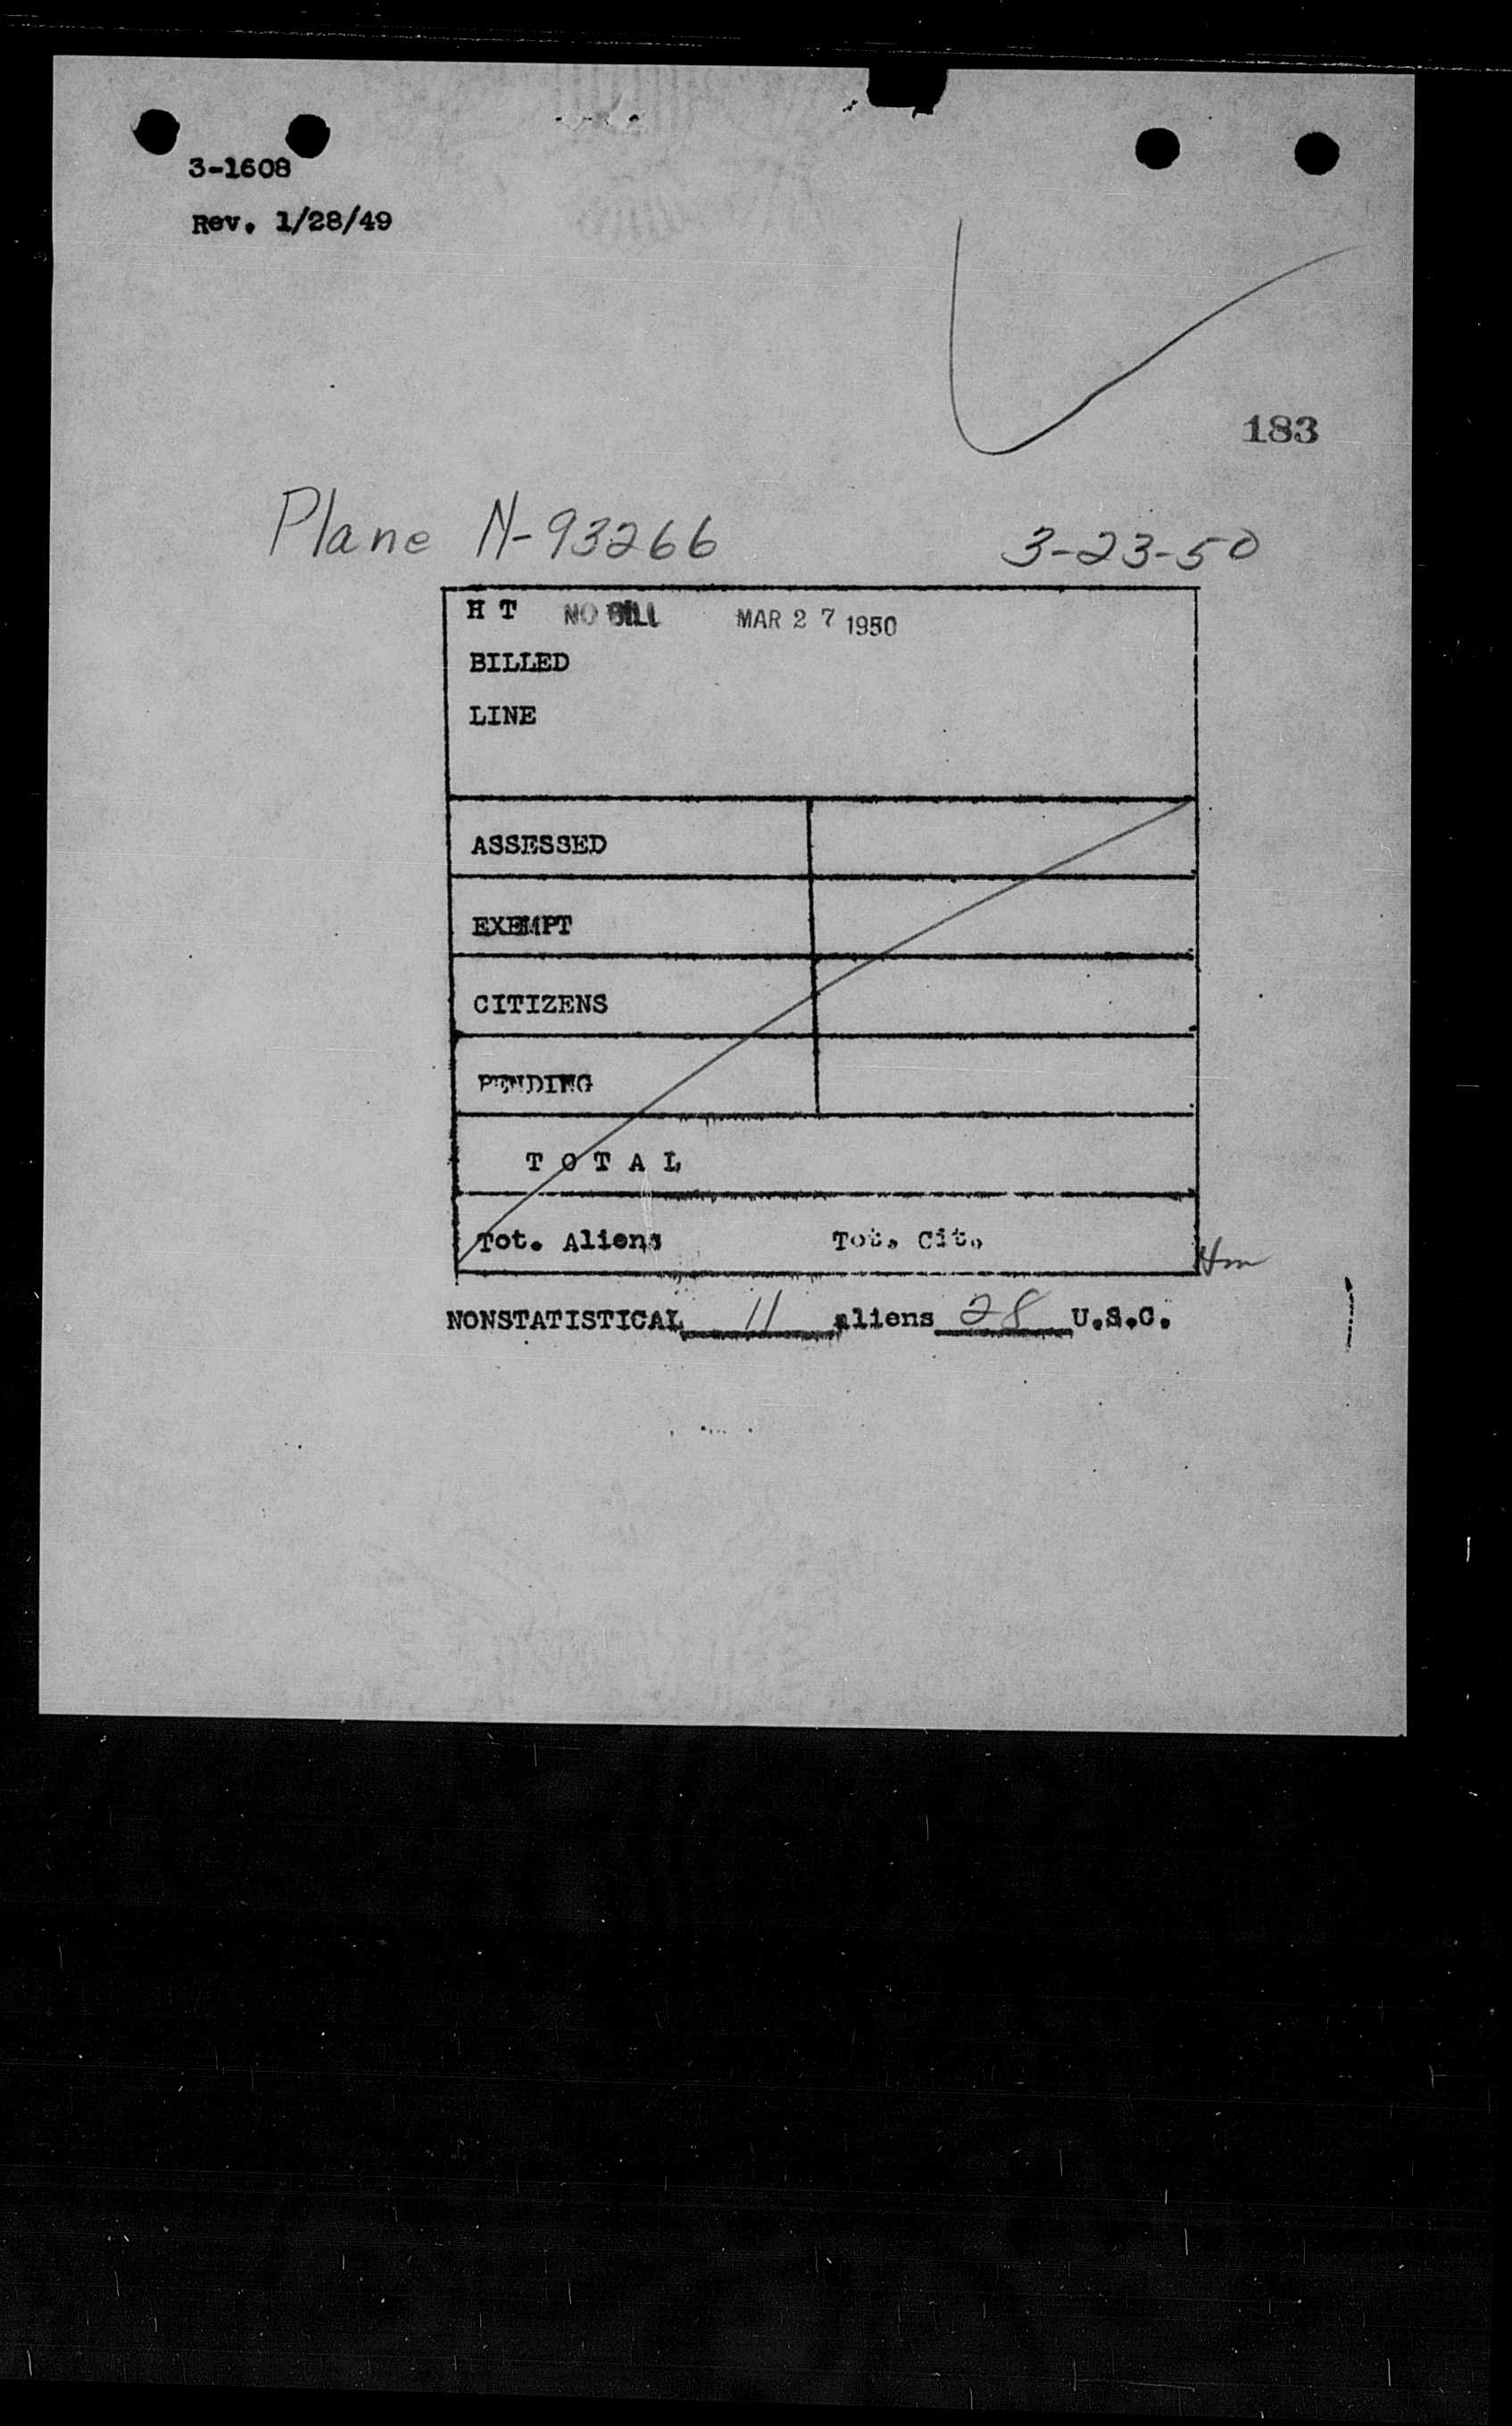 3-1608
Rev. 1/28/49
183
Plane N-93266 3-23-50
H T NO BILL MAR 27 1950
BILLED
LINE
ASSESSED
EXEMPT
CITIZENS
PENDING
T O T A L
Tot. Aliens Tot. Cit.
Hm
NONSTATISTICAL 11 aliens 28 U.S.C.